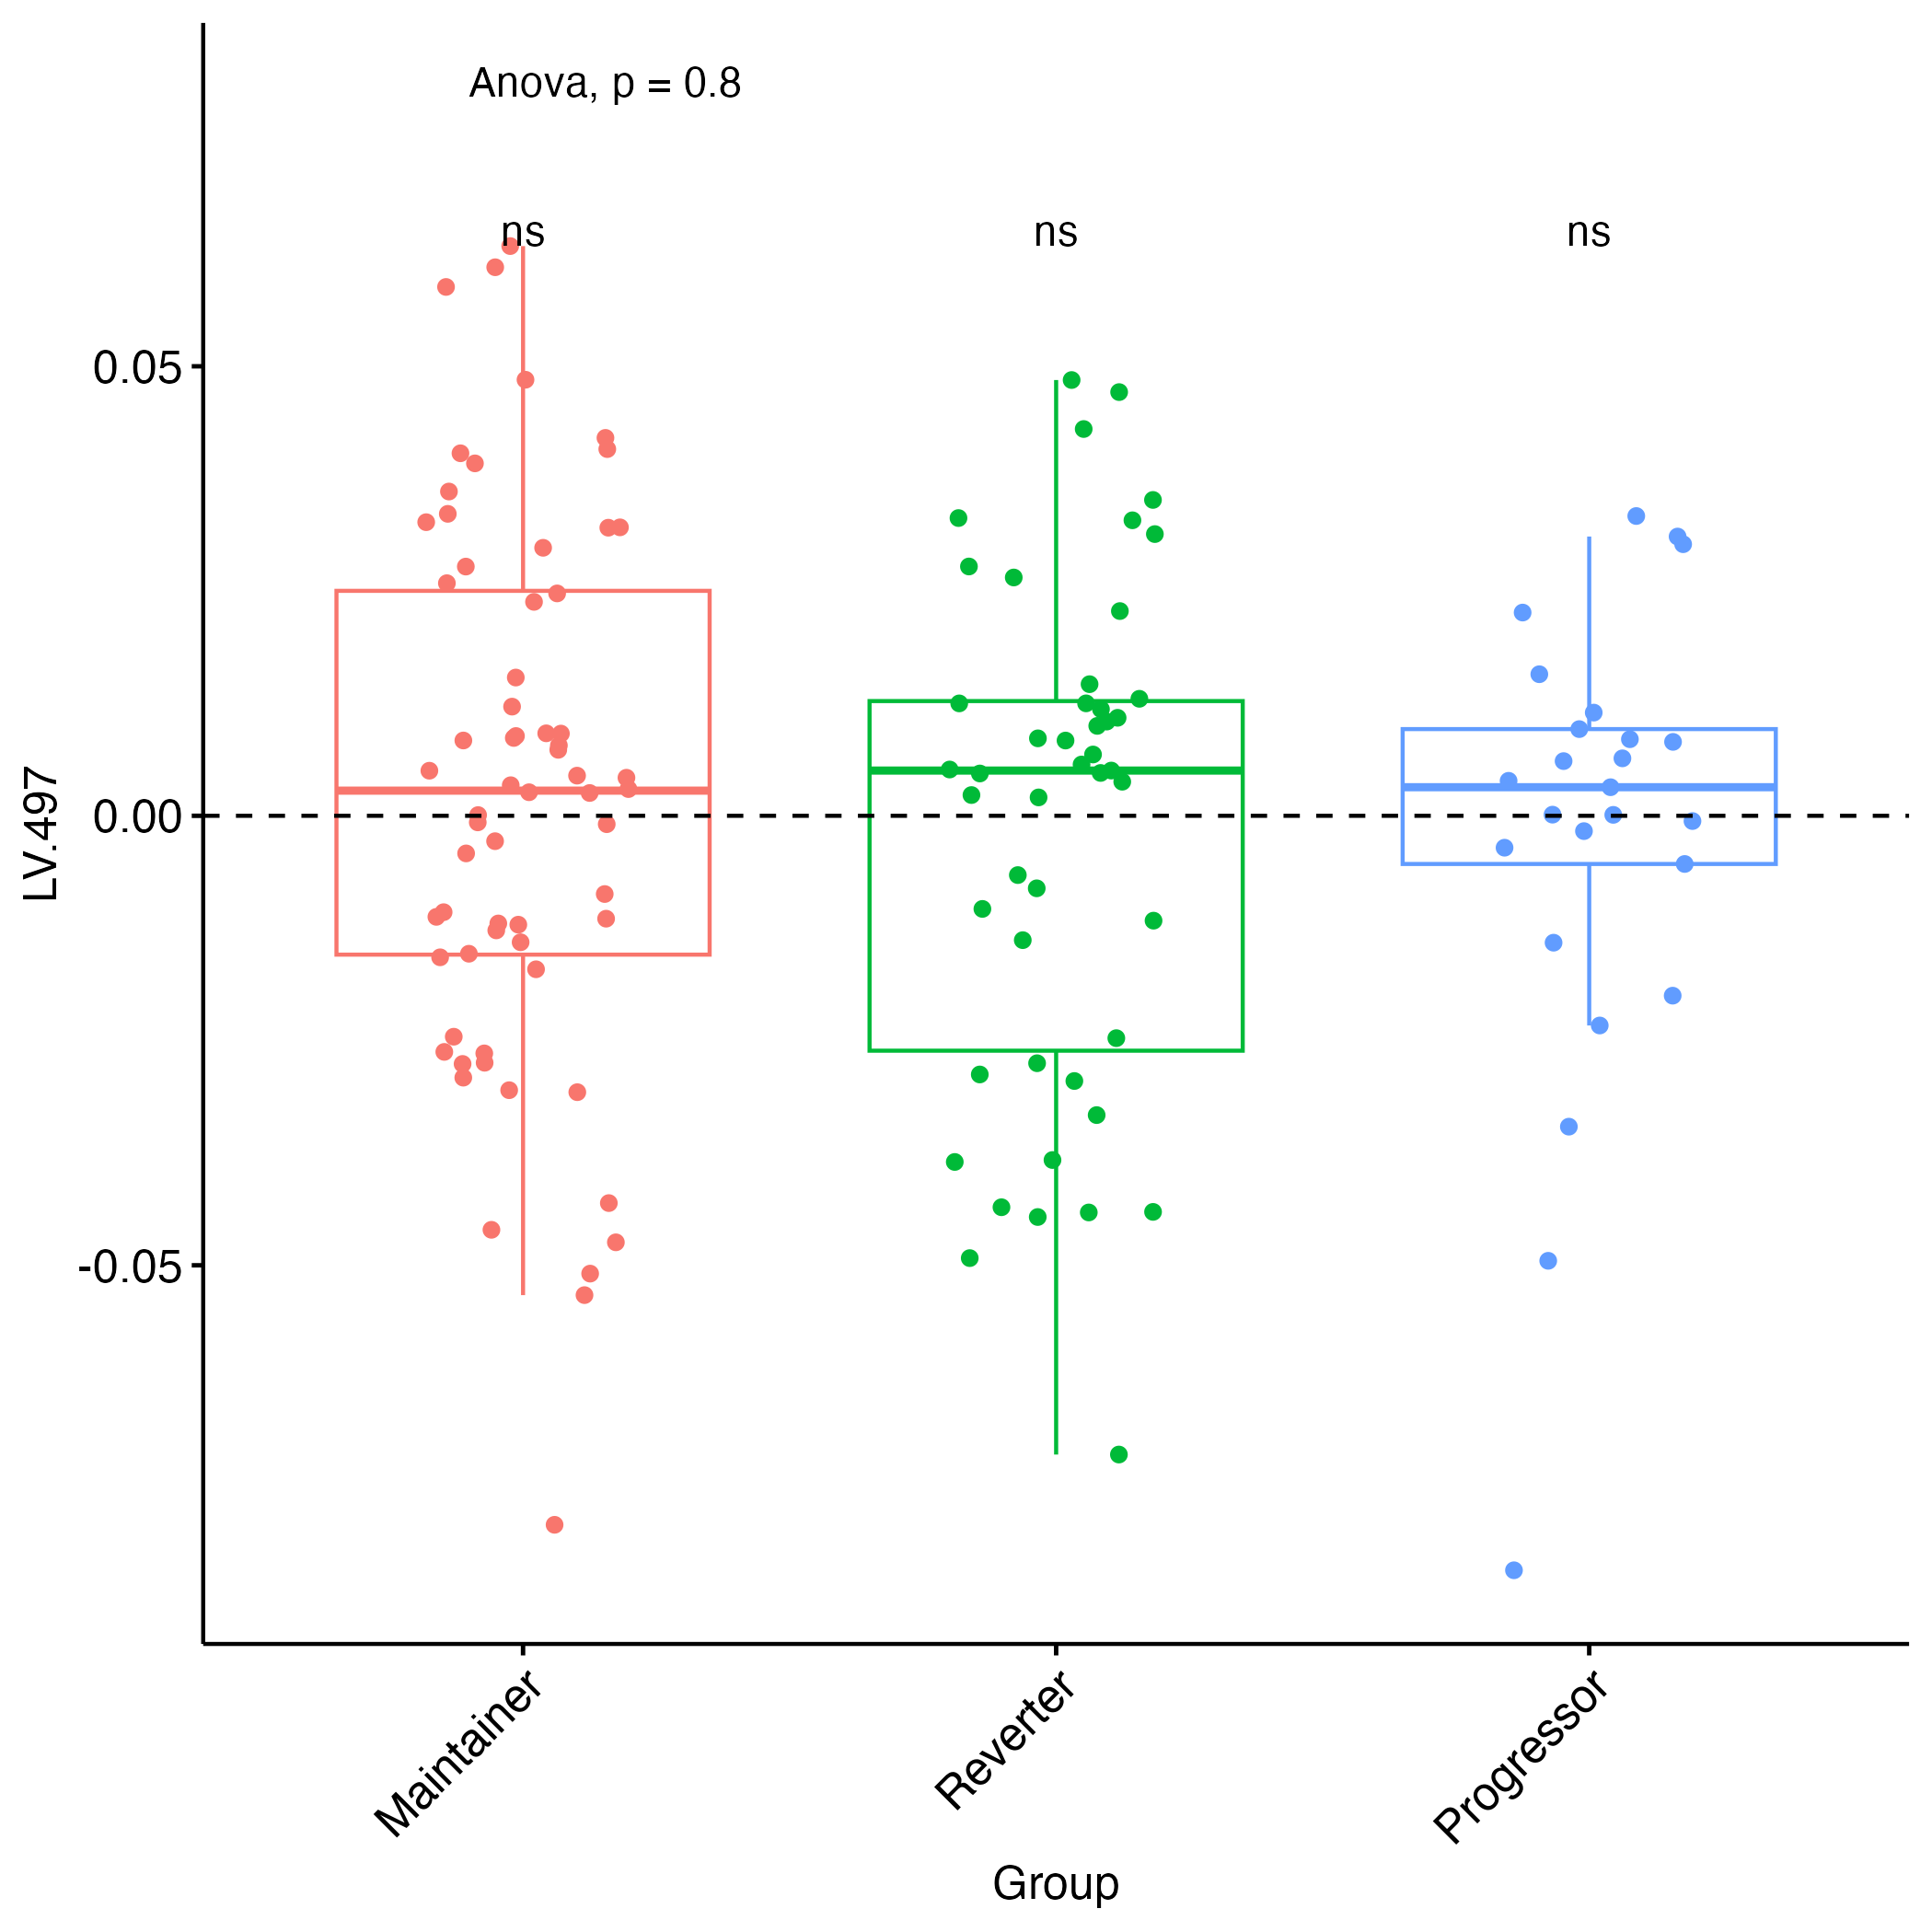 Anova, p = 0.8
ns
ns
ns
LV.497
0.05
0.00
-0.05
Maintainer
Reverter
Progressor
Group